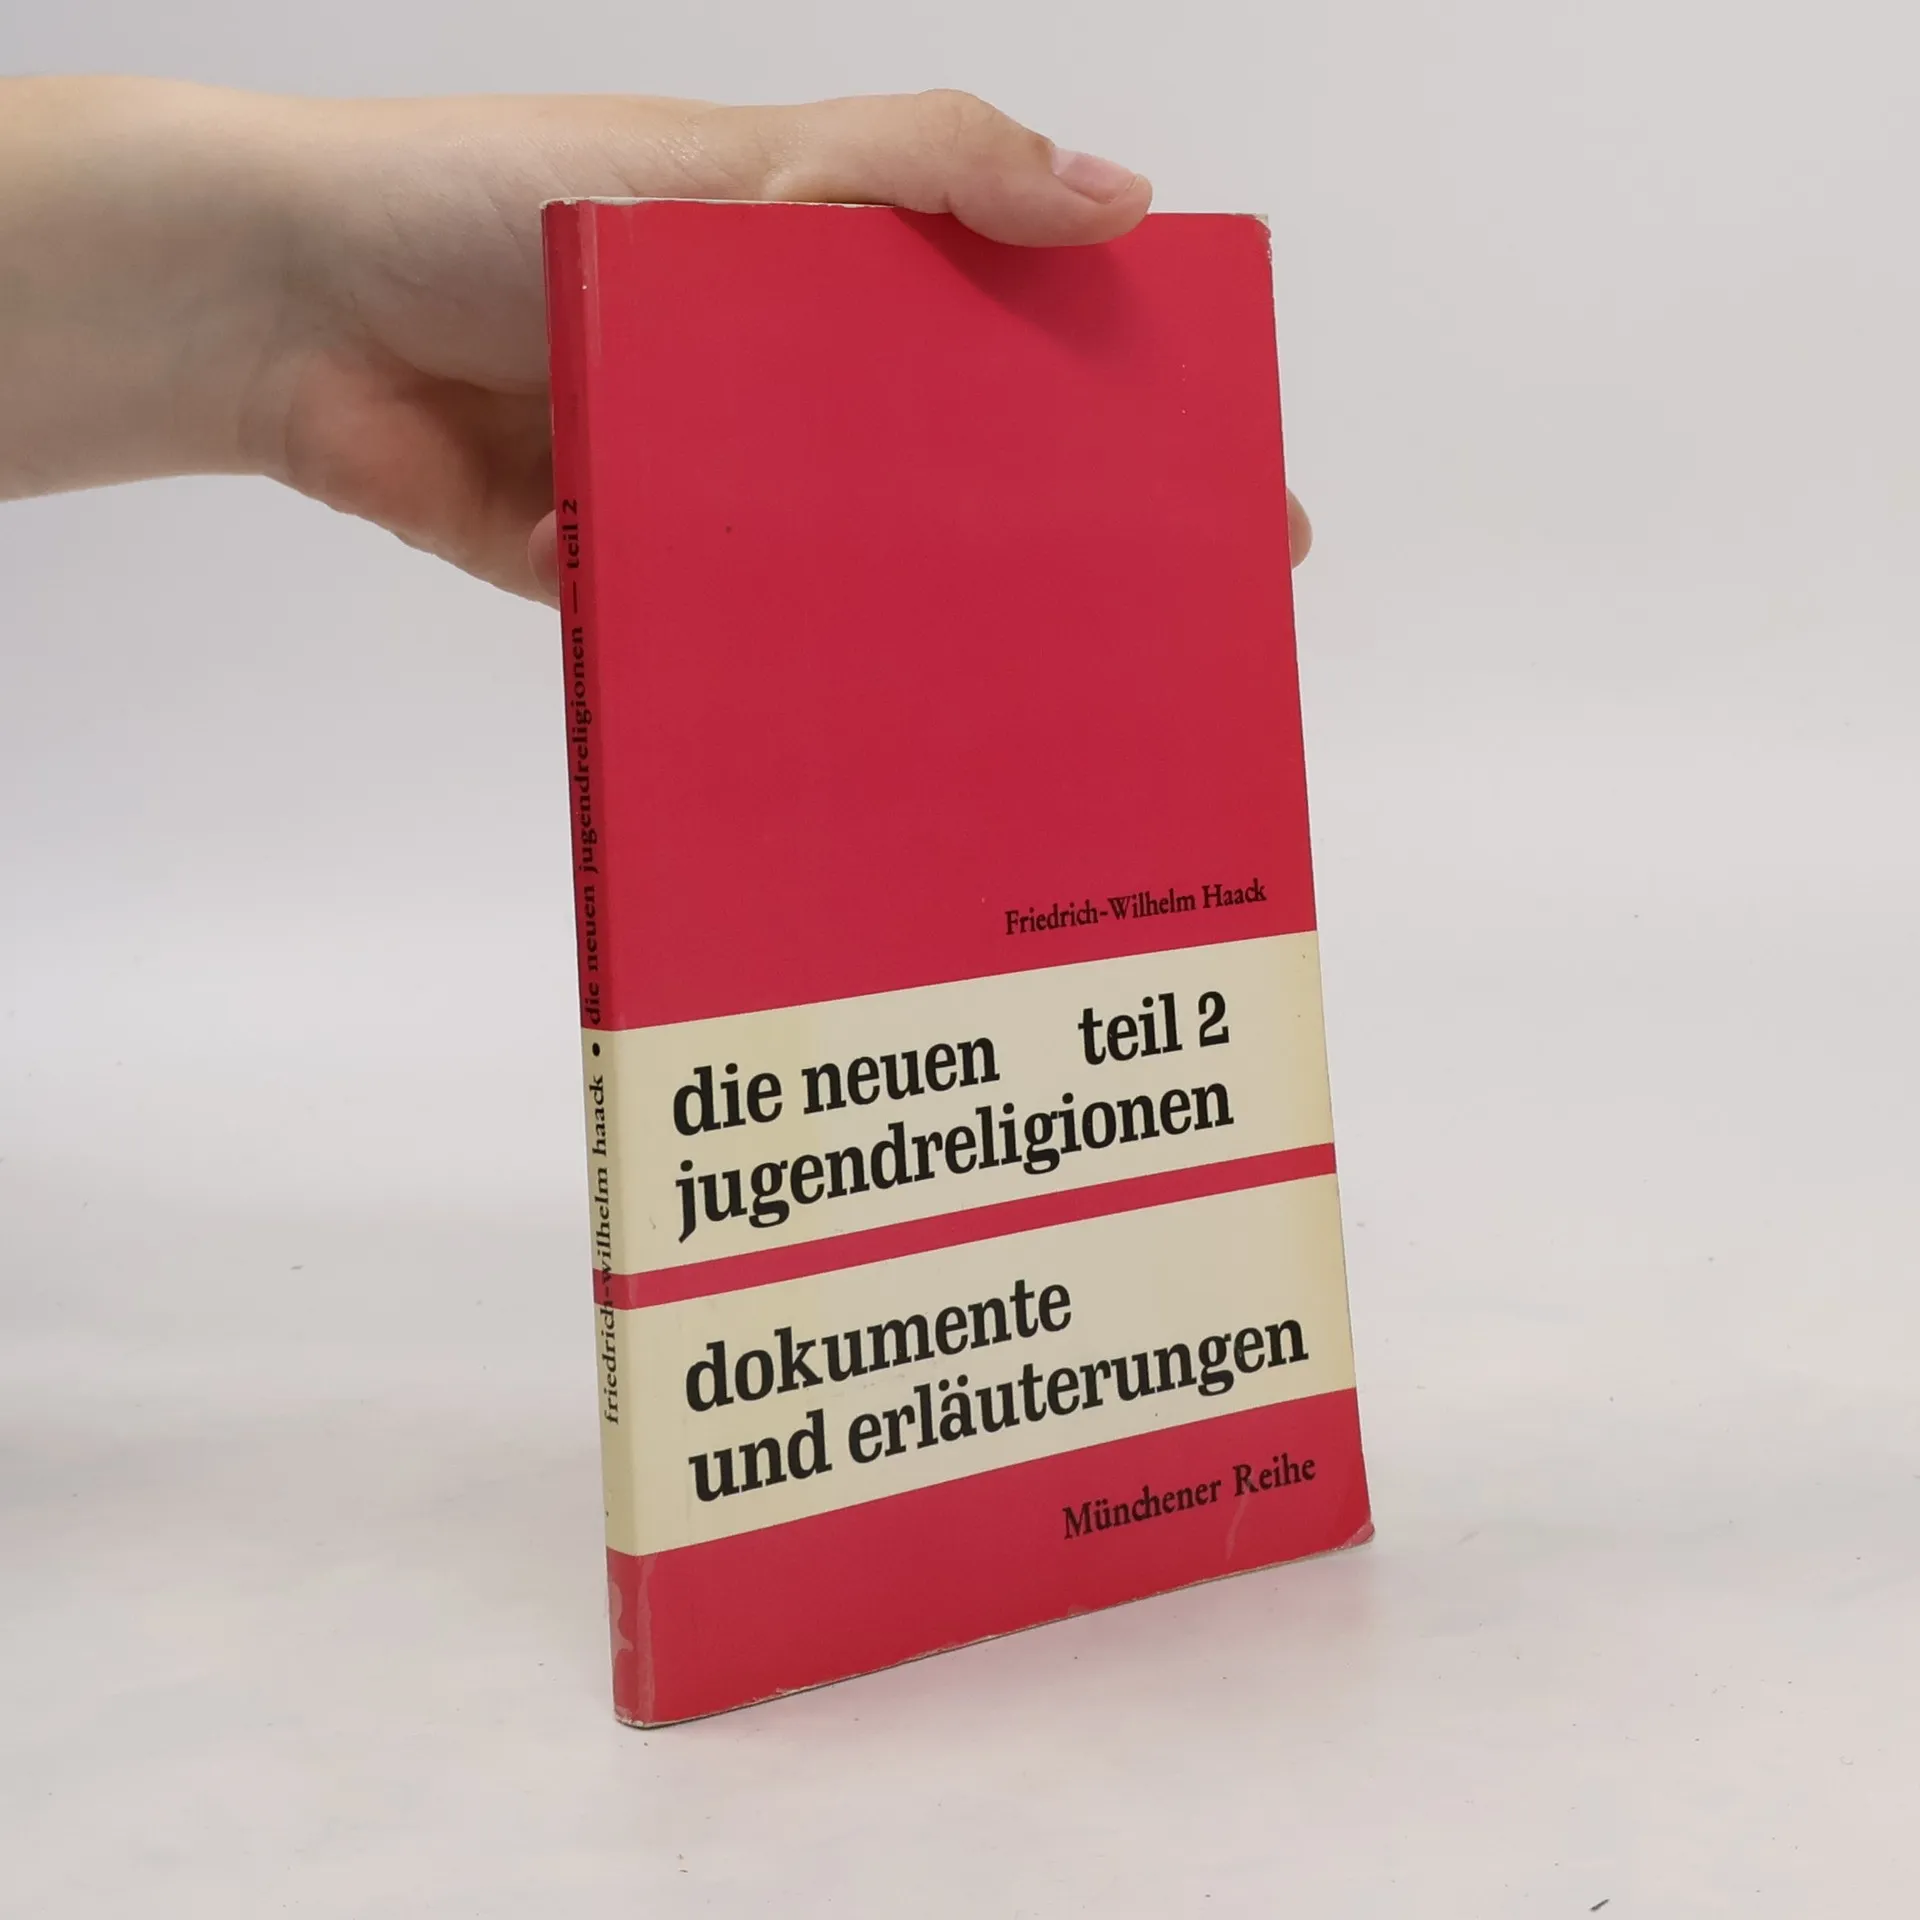 Friedrich-Wilhelm Haack
die neuen teil 2
jugendreligionen
dokumente
und erläuterungen
Münchener Reihe
friedrich-wilhelm haack • die neuen jugendreligionen — teil 2